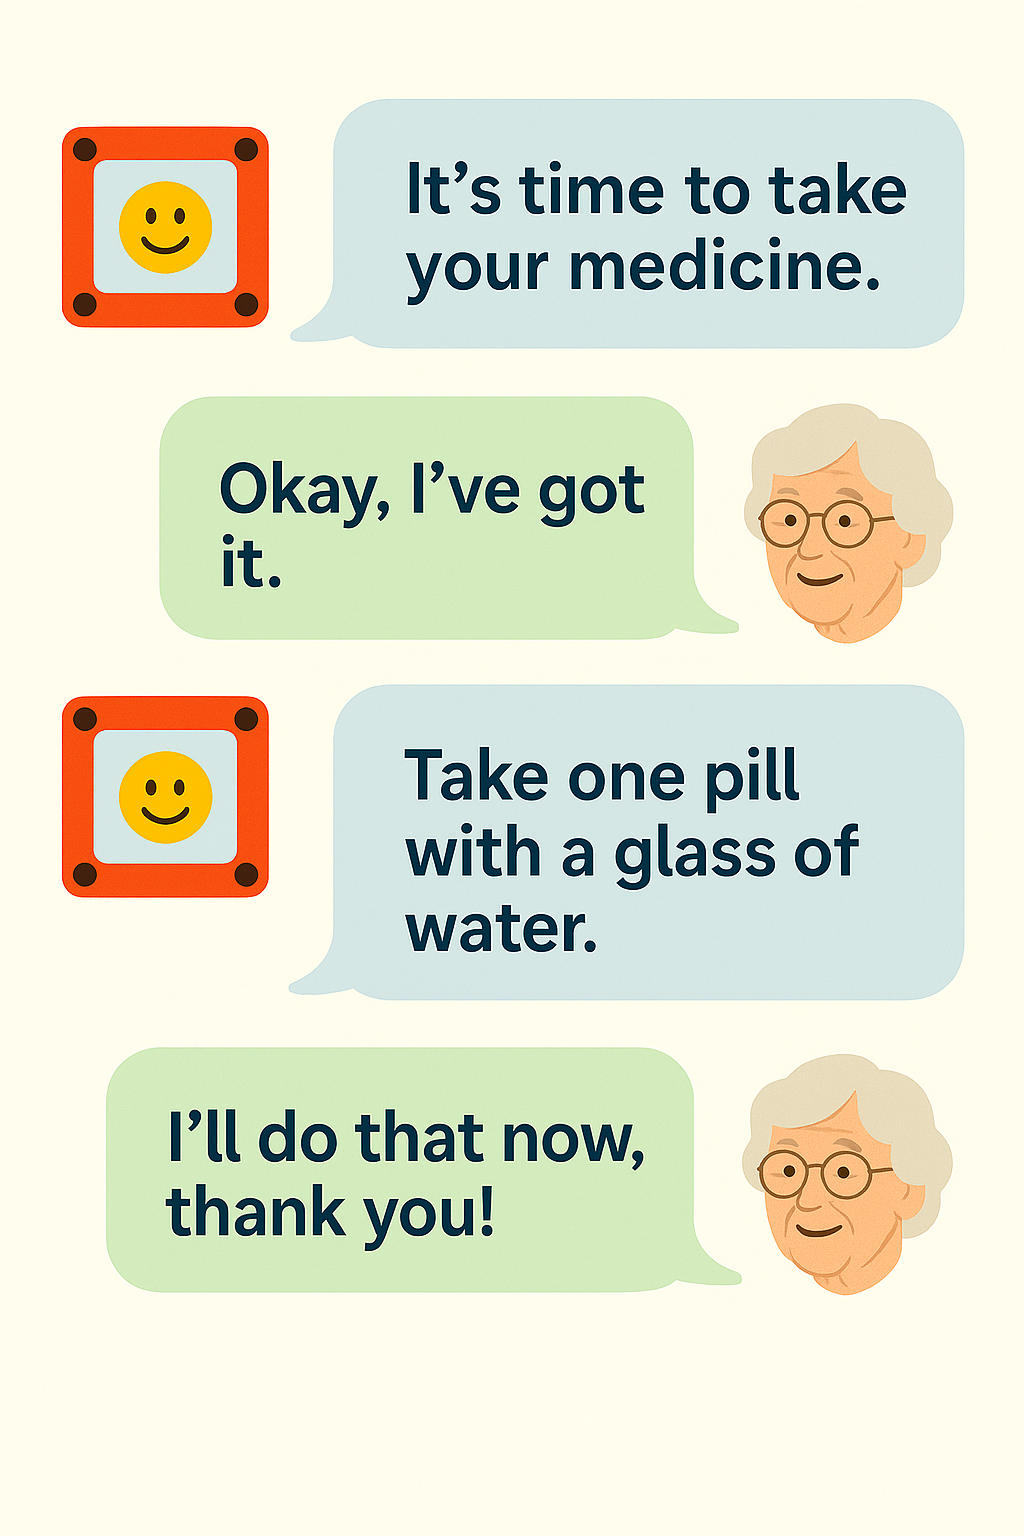 It’s time to take
your medicine.
Okay, I’ve got
it.
Take one pill
with a glass of
water.
I’ll do that now,
thank you!